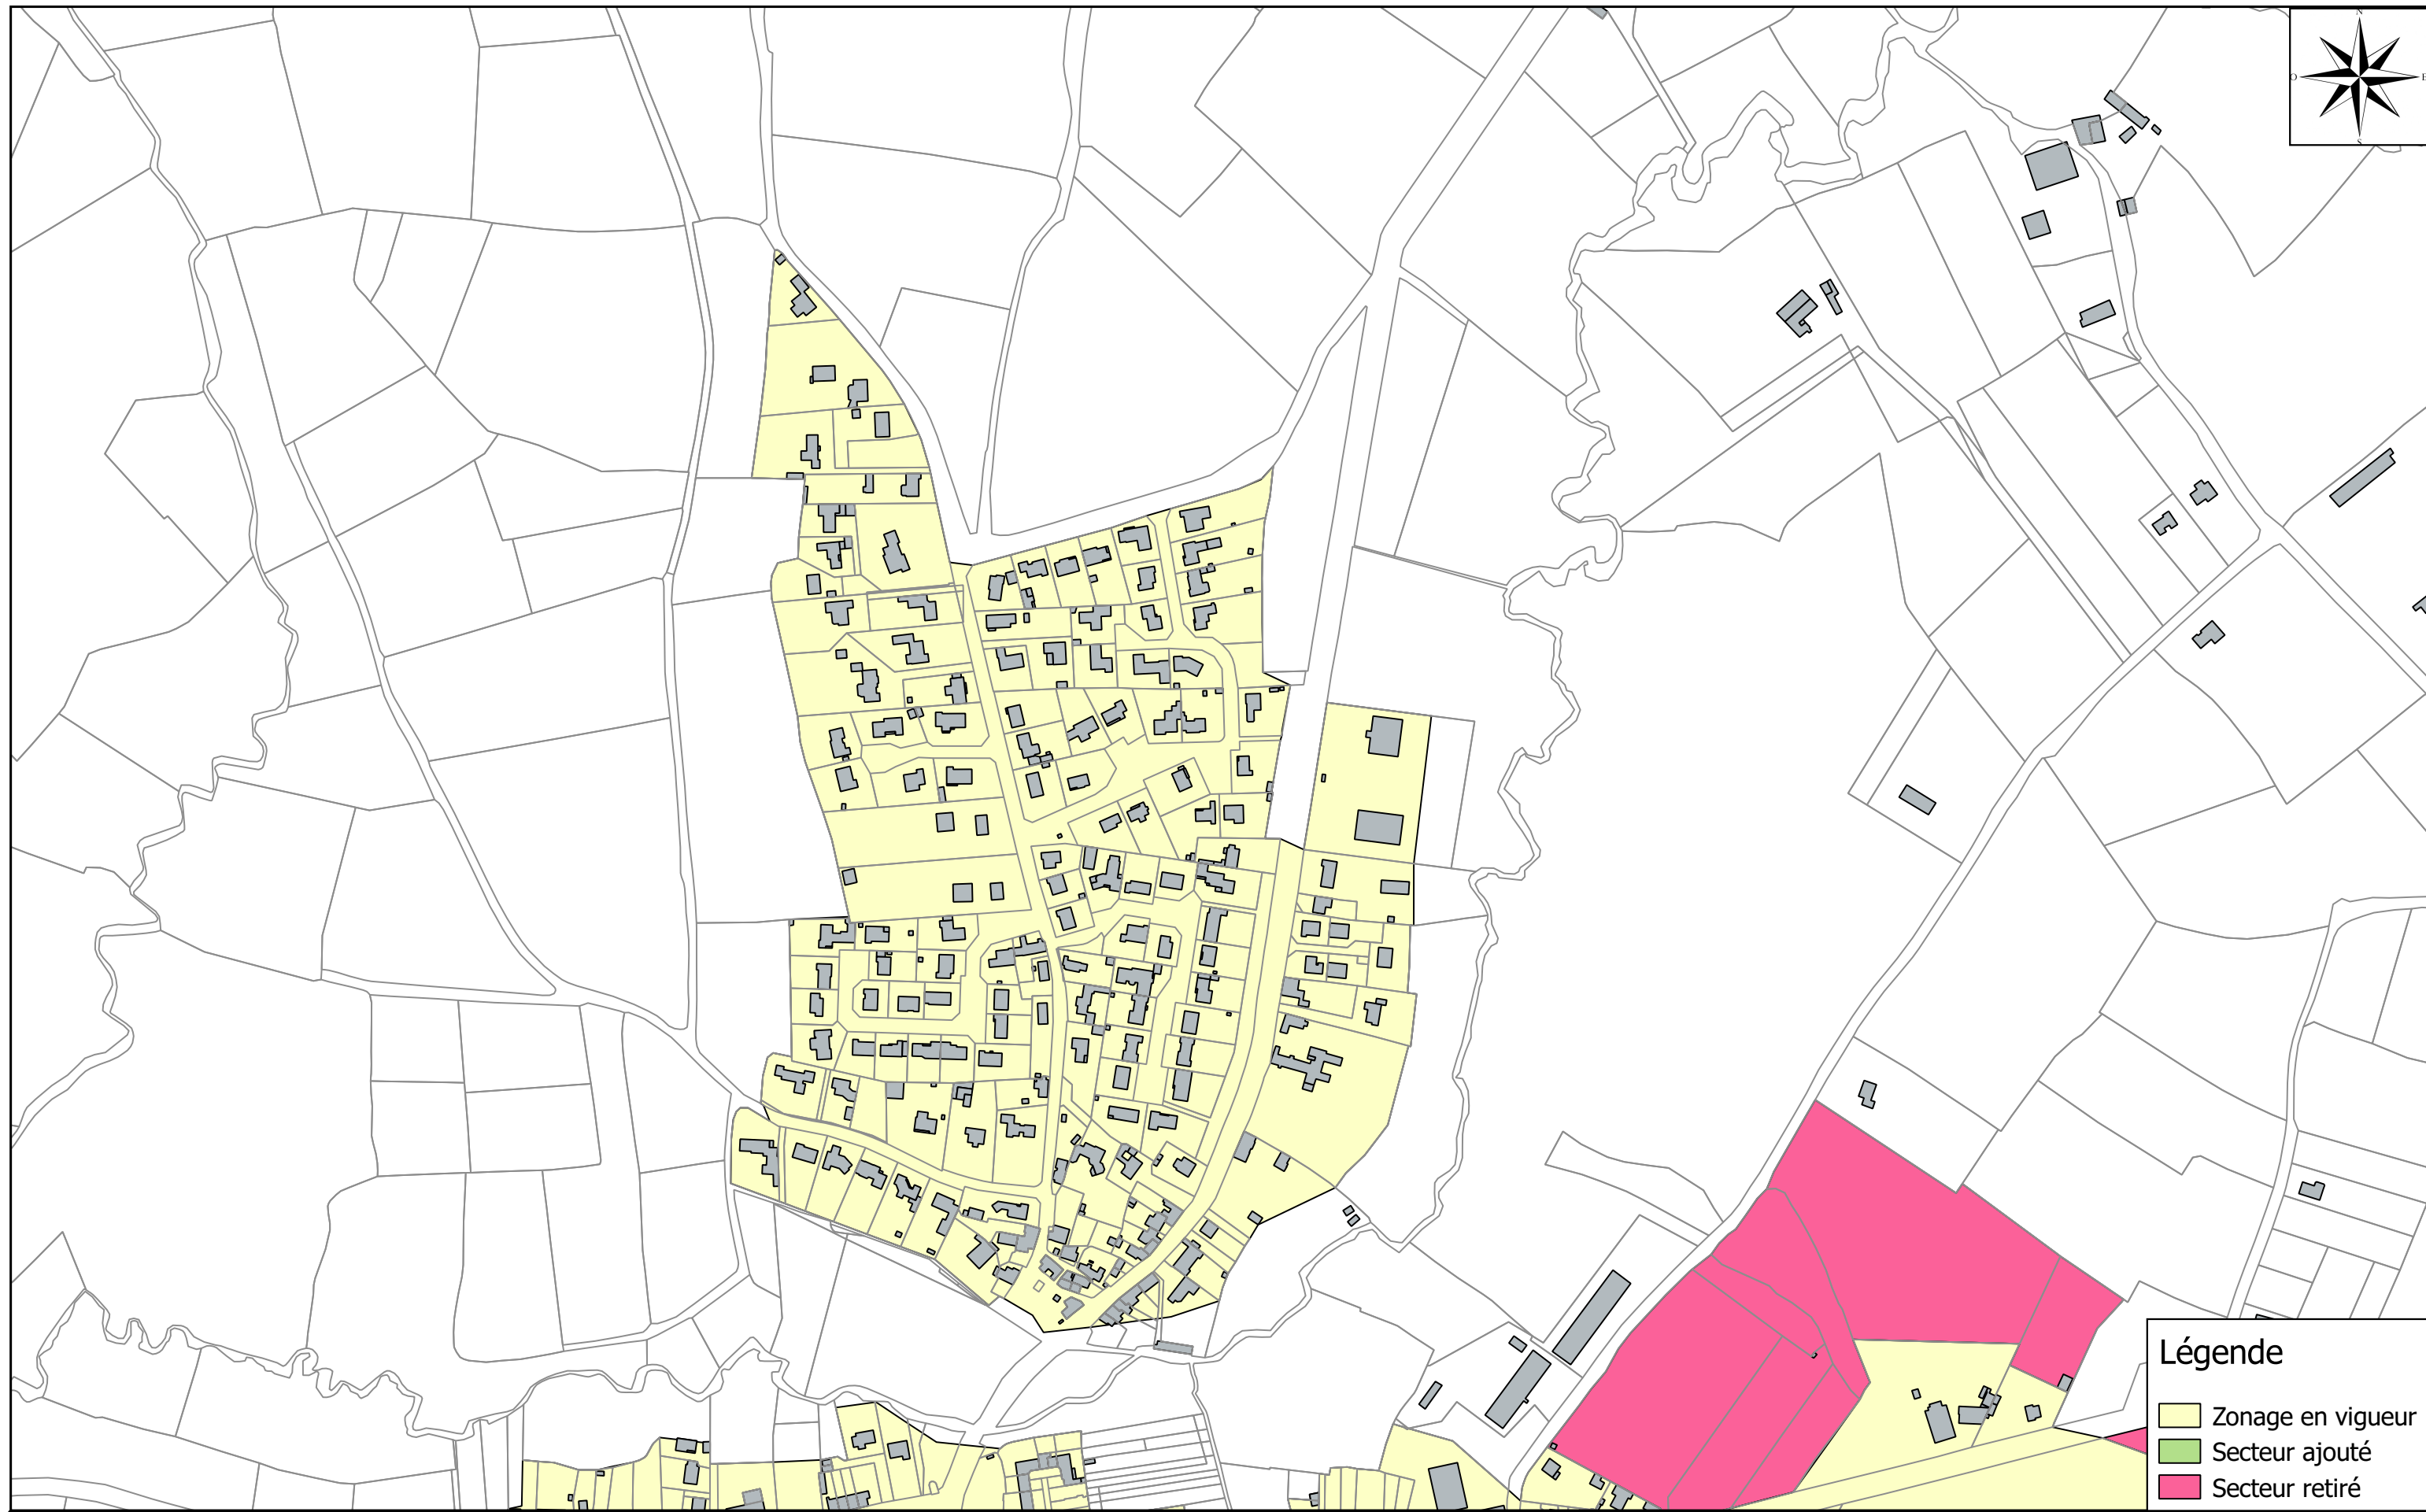 N
O E
S
Légende
Zonage en vigueur
Secteur ajouté
Secteur retiré